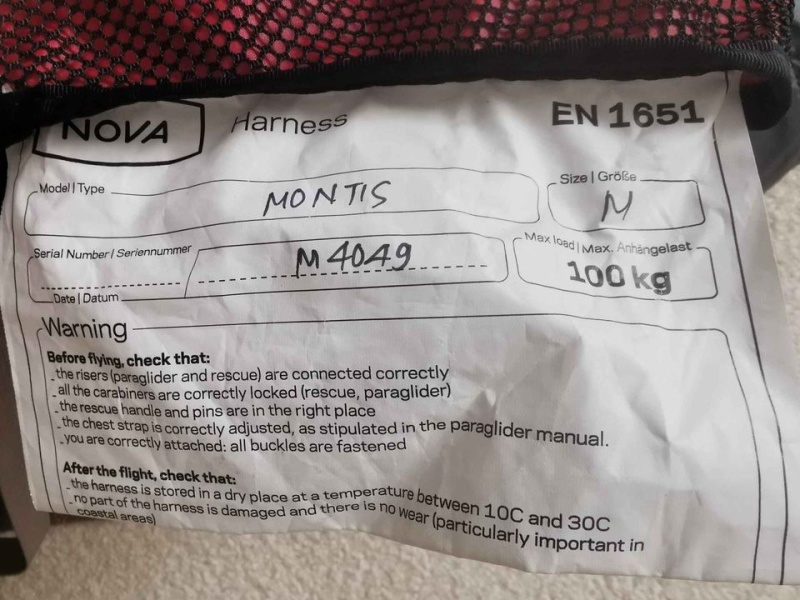 NOVA Harness EN 1651
Model | Type MONTIS Size | Größe M
Serial Number / Seriennummer M4049 Max load | Max. Anhängelast 100 kg
Date | Datum
Warning
Before flying, check that:
- the risers (paraglider and rescue) are connected correctly
- all the carabiners are correctly locked (rescue, paraglider)
- the rescue handle and pins are in the right place
- the chest strap is correctly adjusted, as stipulated in the paraglider manual.
- you are correctly attached: all buckles are fastened
After the flight, check that:
- the harness is stored in a dry place at a temperature between 10C and 30C
- no part of the harness is damaged and there is no wear (particularly important in
coastal areas)